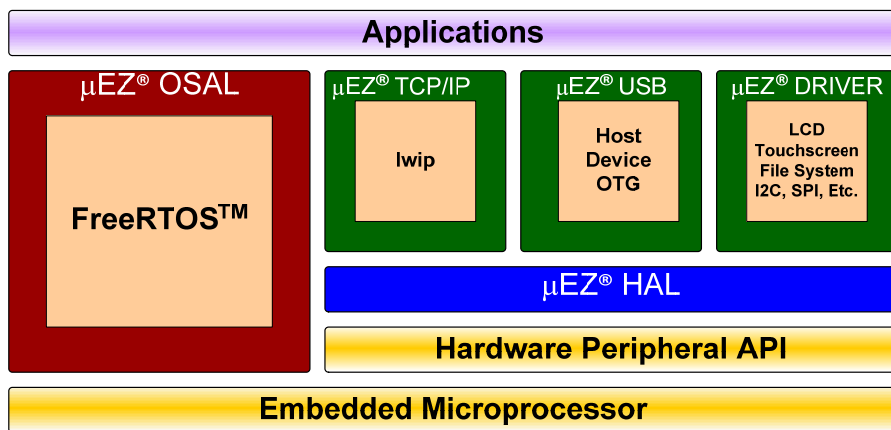 Applications
µEZ® OSAL
FreeRTOS™
µEZ® TCP/IP
lwip
µEZ® USB
Host
Device
OTG
µEZ® DRIVER
LCD
Touchscreen
File System
I2C, SPI, Etc.
µEZ® HAL
Hardware Peripheral API
Embedded Microprocessor